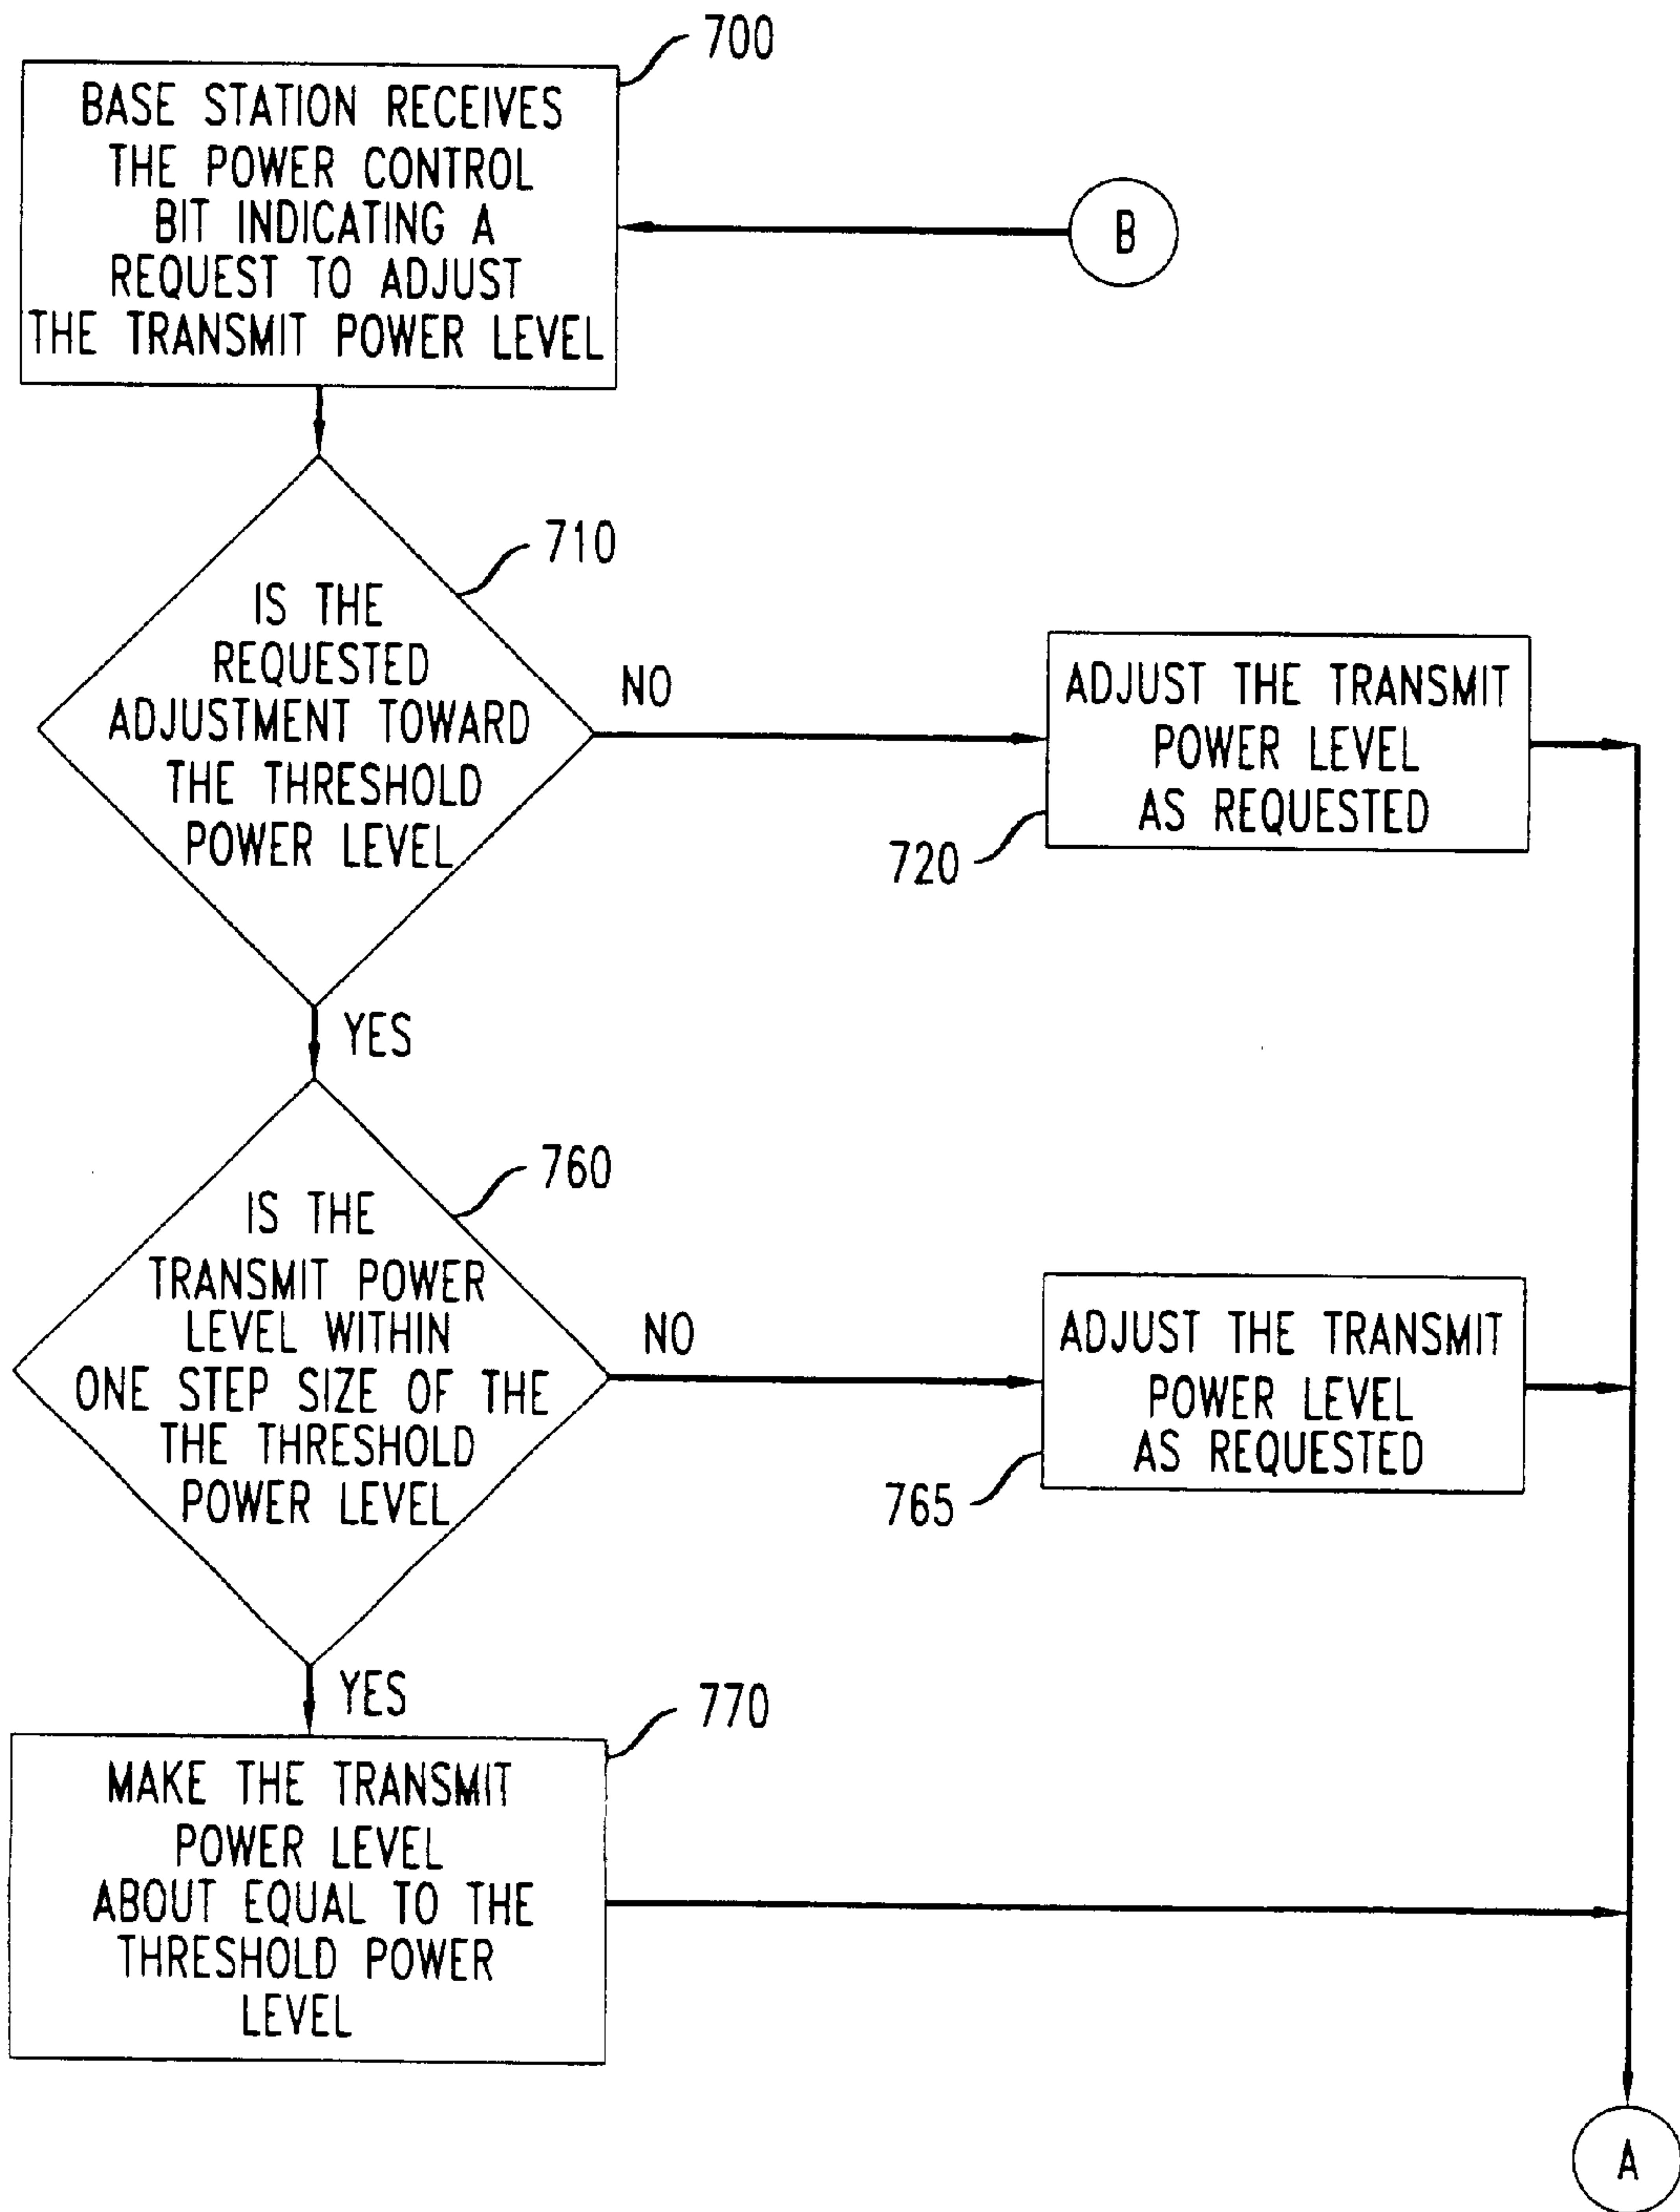 700
BASE STATION RECEIVES
THE POWER CONTROL
BIT INDICATING A
REQUEST TO ADJUST
THE TRANSMIT POWER LEVEL
B
710
IS THE
REQUESTED
ADJUSTMENT TOWARD
THE THRESHOLD
POWER LEVEL
NO
ADJUST THE TRANSMIT
POWER LEVEL
AS REQUESTED
720
YES
760
IS THE
TRANSMIT POWER
LEVEL WITHIN
ONE STEP SIZE OF THE
THE THRESHOLD
POWER LEVEL
NO
ADJUST THE TRANSMIT
POWER LEVEL
AS REQUESTED
765
YES
770
MAKE THE TRANSMIT
POWER LEVEL
ABOUT EQUAL TO THE
THRESHOLD POWER
LEVEL
A